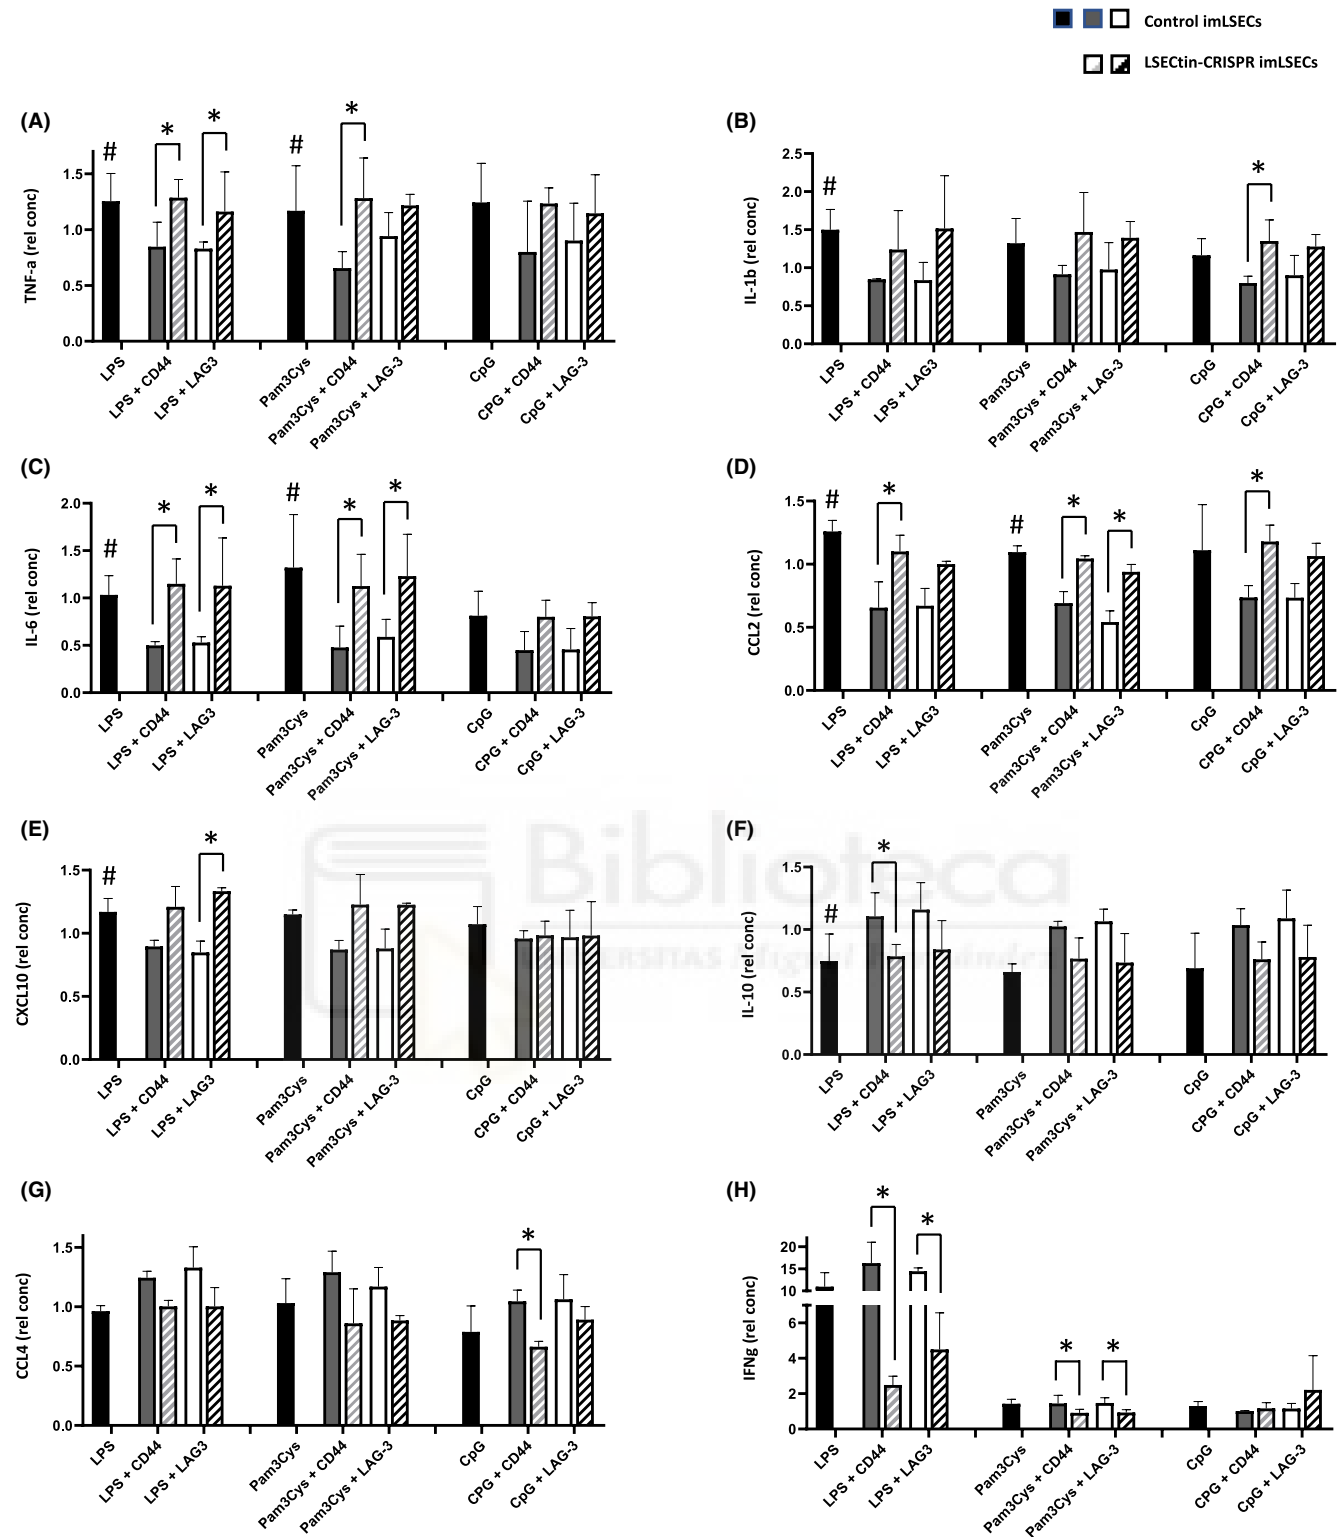 Control imLSECs
LSECtin-CRISPR imLSECs
(A)
TNF-a (rel conc)
1.5
1.0
0.5
0.0
# * * # *
LPS
LPS + CD44
LPS + LAG3
Pam3Cys
Pam3Cys + CD44
Pam3Cys + LAG-3
CpG
CPG + CD44
CpG + LAG-3
(B)
IL-1b (rel conc)
2.5
2.0
1.5
1.0
0.5
0.0
# *
LPS
LPS + CD44
LPS + LAG3
Pam3Cys
Pam3Cys + CD44
Pam3Cys + LAG-3
CpG
CPG + CD44
CpG + LAG-3
(C)
IL-6 (rel conc)
2.0
1.5
1.0
0.5
0.0
# * * # * *
LPS
LPS + CD44
LPS + LAG3
Pam3Cys
Pam3Cys + CD44
Pam3Cys + LAG-3
CpG
CPG + CD44
CpG + LAG-3
(D)
CCL2 (rel conc)
1.5
1.0
0.5
0.0
# * # * * *
LPS
LPS + CD44
LPS + LAG3
Pam3Cys
Pam3Cys + CD44
Pam3Cys + LAG-3
CpG
CPG + CD44
CpG + LAG-3
Biblioteca
UNIVERSITAS Miguel Hernández
(E)
CXCL10 (rel conc)
1.5
1.0
0.5
0.0
# *
LPS
LPS + CD44
LPS + LAG3
Pam3Cys
Pam3Cys + CD44
Pam3Cys + LAG-3
CpG
CPG + CD44
CpG + LAG-3
(F)
IL-10 (rel conc)
1.5
1.0
0.5
0.0
# *
LPS
LPS + CD44
LPS + LAG3
Pam3Cys
Pam3Cys + CD44
Pam3Cys + LAG-3
CpG
CPG + CD44
CpG + LAG-3
(G)
CCL4 (rel conc)
1.5
1.0
0.5
0.0
*
LPS
LPS + CD44
LPS + LAG3
Pam3Cys
Pam3Cys + CD44
Pam3Cys + LAG-3
CpG
CPG + CD44
CpG + LAG-3
(H)
IFNg (rel conc)
20
15
10
6
4
2
0
* * * *
LPS
LPS + CD44
LPS + LAG3
Pam3Cys
Pam3Cys + CD44
Pam3Cys + LAG-3
CpG
CPG + CD44
CpG + LAG-3